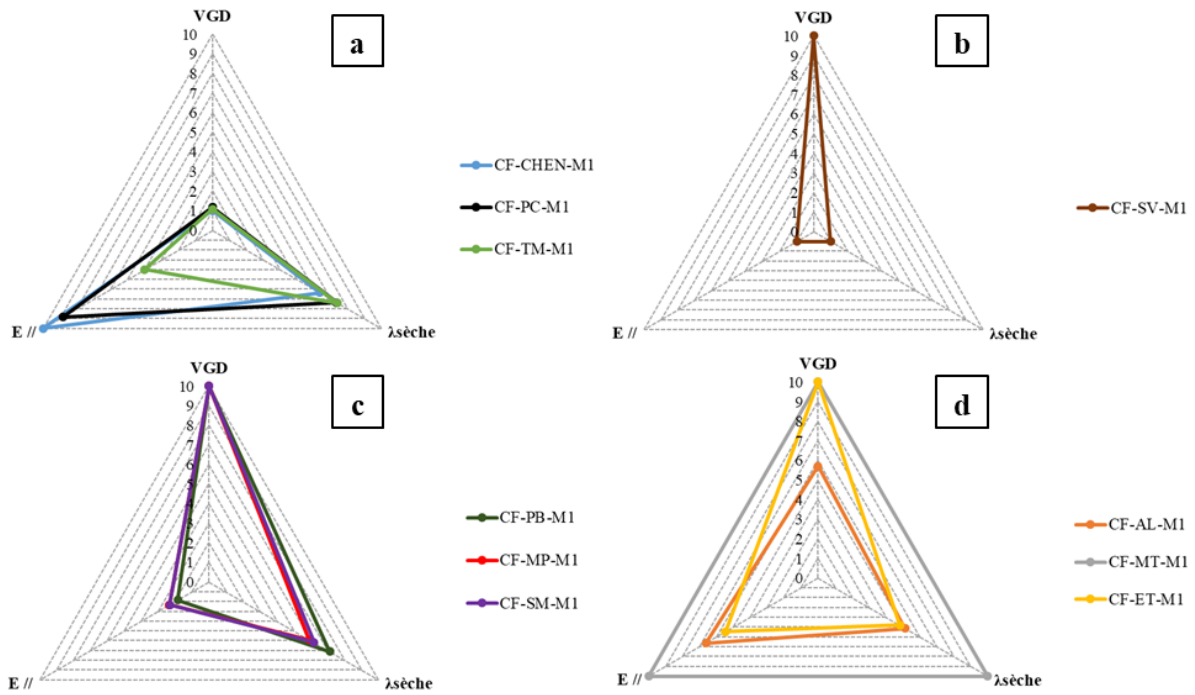 VGD
a
10
9
8
7
6
5
4
3
2
1
0
E //
λsèche
CF-CHEN-M1
CF-PC-M1
CF-TM-M1
VGD
b
10
9
8
7
6
5
4
3
2
1
0
E //
λsèche
CF-SV-M1
VGD
c
10
9
8
7
6
5
4
3
2
1
0
E //
λsèche
CF-PB-M1
CF-MP-M1
CF-SM-M1
VGD
d
10
9
8
7
6
5
4
3
2
1
0
E //
λsèche
CF-AL-M1
CF-MT-M1
CF-ET-M1